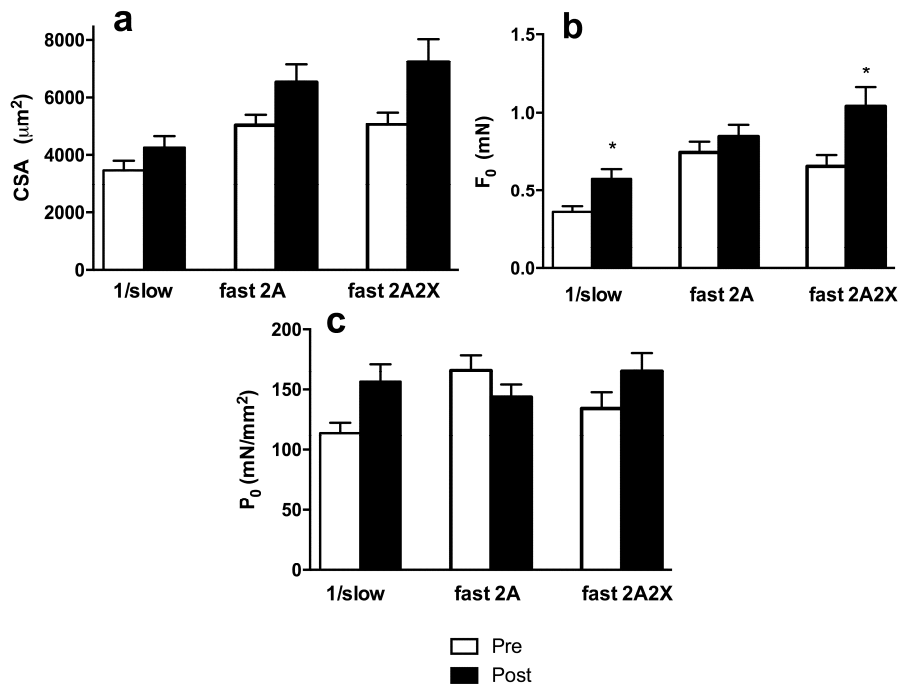 a
CSA (μm²)
8000
6000
4000
2000
0
1/slow fast 2A fast 2A2X
b
F₀ (mN)
1.5
1.0
0.5
0.0
*
*
1/slow fast 2A fast 2A2X
c
P₀ (mN/mm²)
200
150
100
50
0
1/slow fast 2A fast 2A2X
Pre
Post